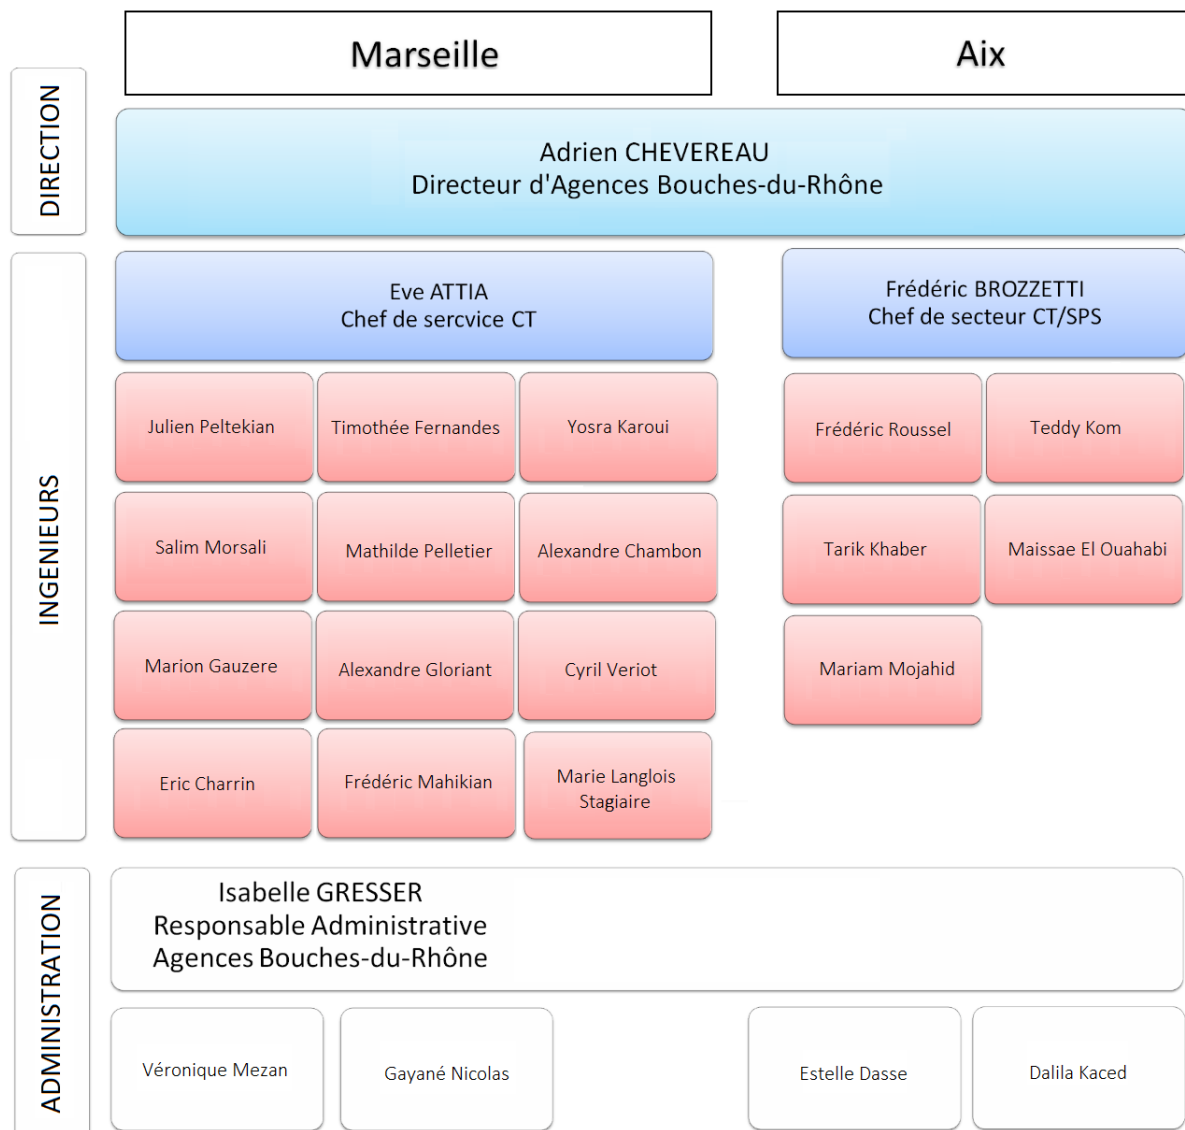 Marseille
Aix
DIRECTION
Adrien CHEVEREAU
Directeur d'Agences Bouches-du-Rhône
INGENIEURS
Eve ATTIA
Chef de sercvice CT
Frédéric BROZZETTI
Chef de secteur CT/SPS
Julien Peltekian
Timothée Fernandes
Yosra Karoui
Frédéric Roussel
Teddy Kom
Salim Morsali
Mathilde Pelletier
Alexandre Chambon
Tarik Khaber
Maissae El Ouahabi
Marion Gauzere
Alexandre Gloriant
Cyril Veriot
Mariam Mojahid
Eric Charrin
Frédéric Mahikian
Marie Langlois
Stagiaire
ADMINISTRATION
Isabelle GRESSER
Responsable Administrative
Agences Bouches-du-Rhône
Véronique Mezan
Gayané Nicolas
Estelle Dasse
Dalila Kaced